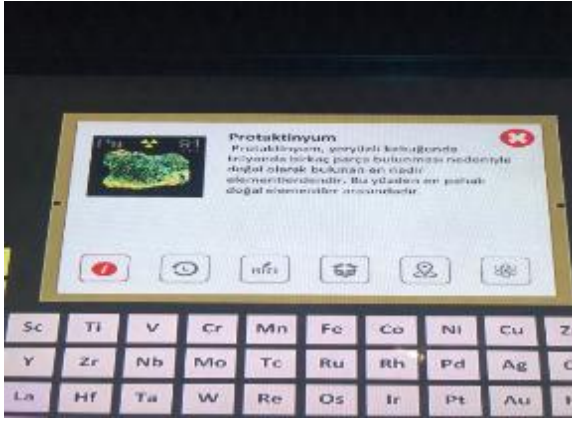 Pa 91
Protaktinyum
Protaktinyum, yeryüzü kabuğunda
trilyonda birkaç parça bulunması nedeniyle
doğal olarak bulunan en nadir
elementlerdendir. Bu yüzden en pahalı
doğal elementler arasındadır.
Sc Ti V Cr Mn Fe Co Ni Cu
Y Zr Nb Mo Tc Ru Rh Pd Ag
La Hf Ta W Re Os Ir Pt Au